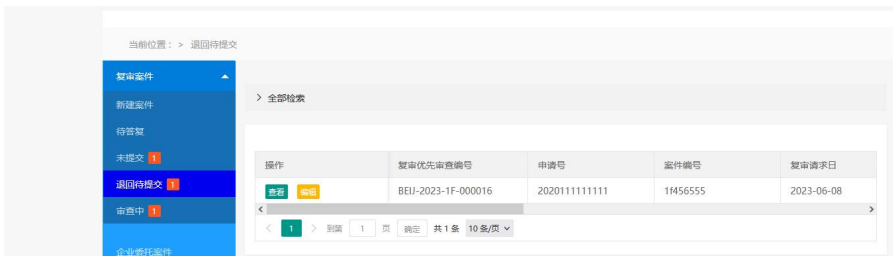 当前位置： > 退回待提交
复审案件
新建案件
待答复
未提交 1
退回待提交 1
审查中 1
企业委托案件
> 全部检索
操作 复审优先审查编号 申请号 案件编号 复审请求日
查看 编辑 BEIJ-2023-1F-000016 2020111111111 1f456555 2023-06-08
< 1 > 到第 1 页 确定 共 1 条 10 条/页